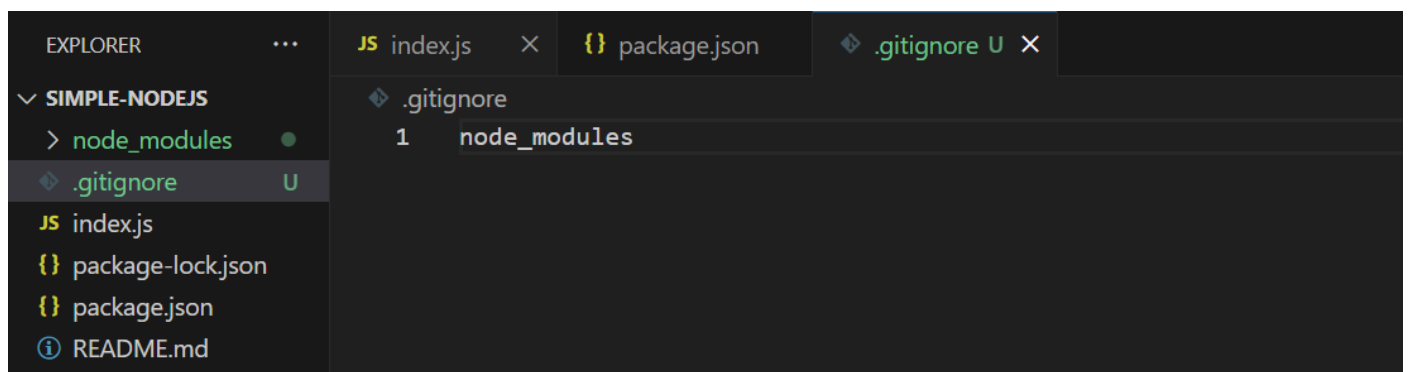 EXPLORER ...
JS index.js × {} package.json .gitignore U ×
SIMPLE-NODEJS
.gitignore
> node_modules
1 node_modules
.gitignore U
JS index.js
{} package-lock.json
{} package.json
README.md